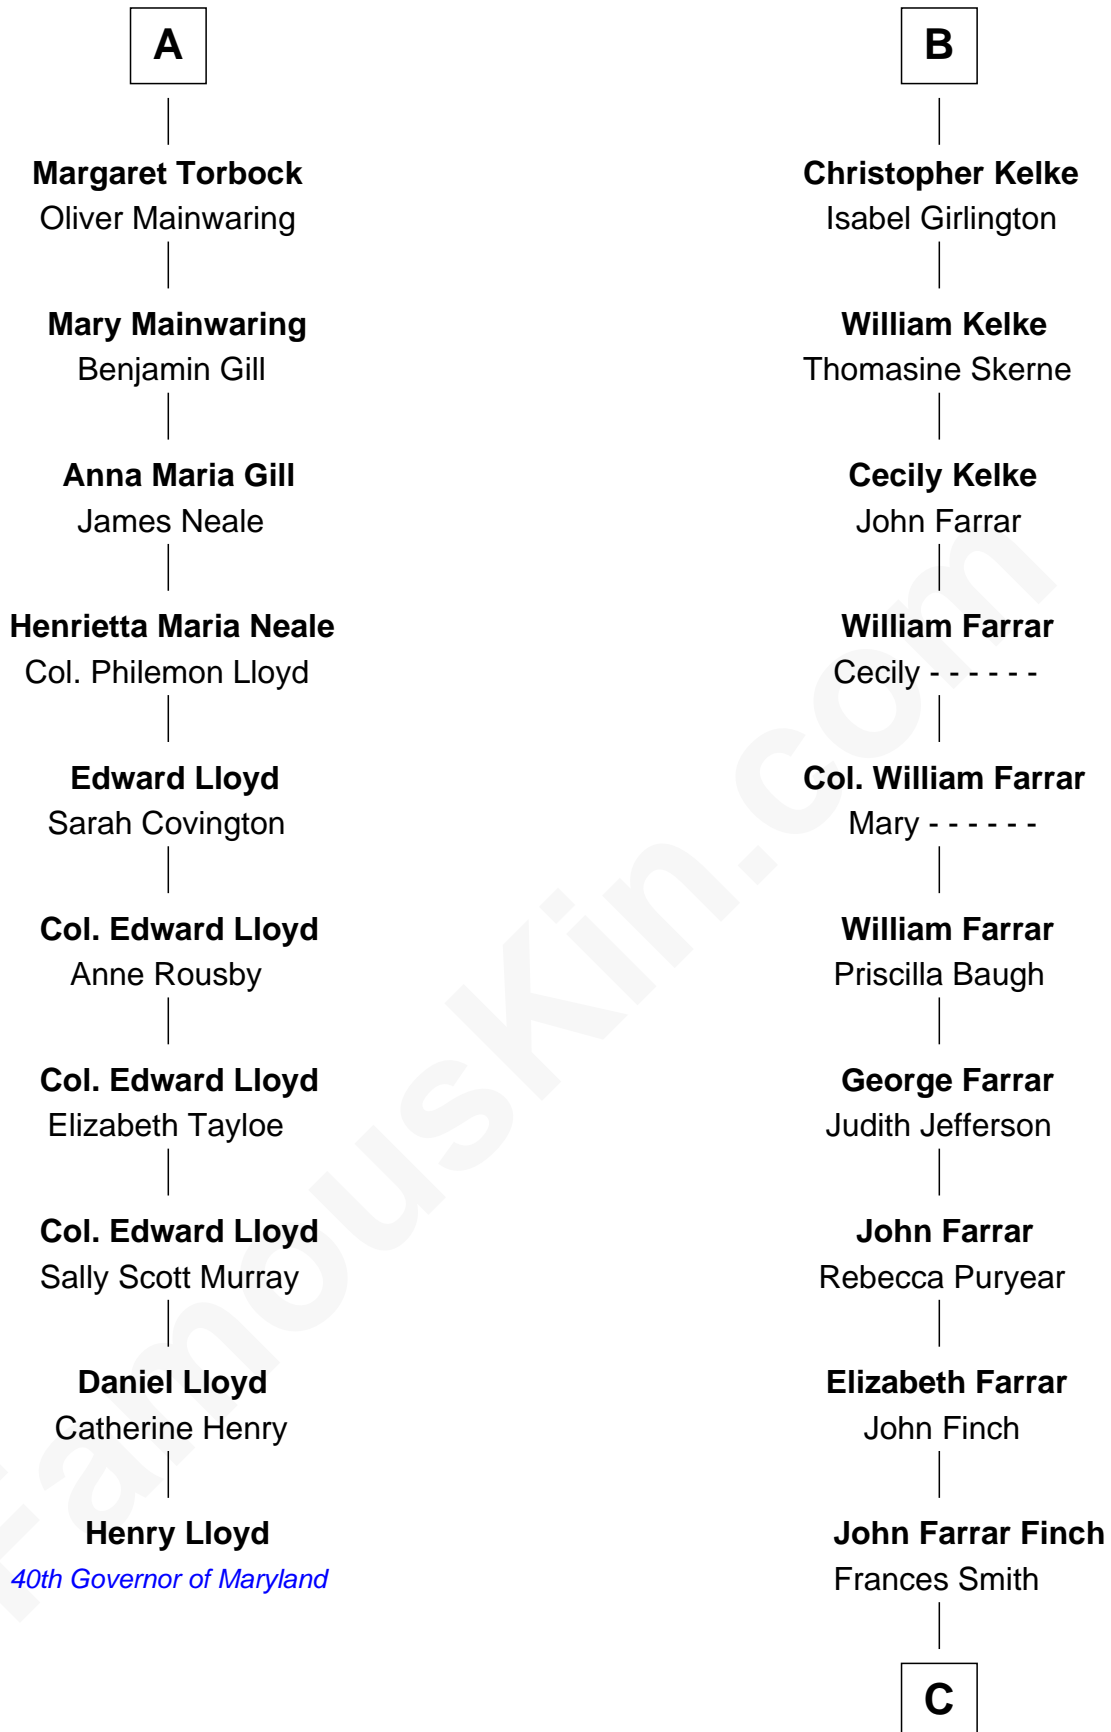 A
Margaret Torbock
Oliver Mainwaring
Mary Mainwaring
Benjamin Gill
Anna Maria Gill
James Neale
Henrietta Maria Neale
Col. Philemon Lloyd
Edward Lloyd
Sarah Covington
Col. Edward Lloyd
Anne Rousby
Col. Edward Lloyd
Elizabeth Tayloe
Col. Edward Lloyd
Sally Scott Murray
Daniel Lloyd
Catherine Henry
Henry Lloyd
40th Governor of Maryland
B
Christopher Kelke
Isabel Girlington
William Kelke
Thomasine Skerne
Cecily Kelke
John Farrar
William Farrar
Cecily - - - - - -
Col. William Farrar
Mary - - - - - -
William Farrar
Priscilla Baugh
George Farrar
Judith Jefferson
John Farrar
Rebecca Puryear
Elizabeth Farrar
John Finch
John Farrar Finch
Frances Smith
C
FamousKin.com